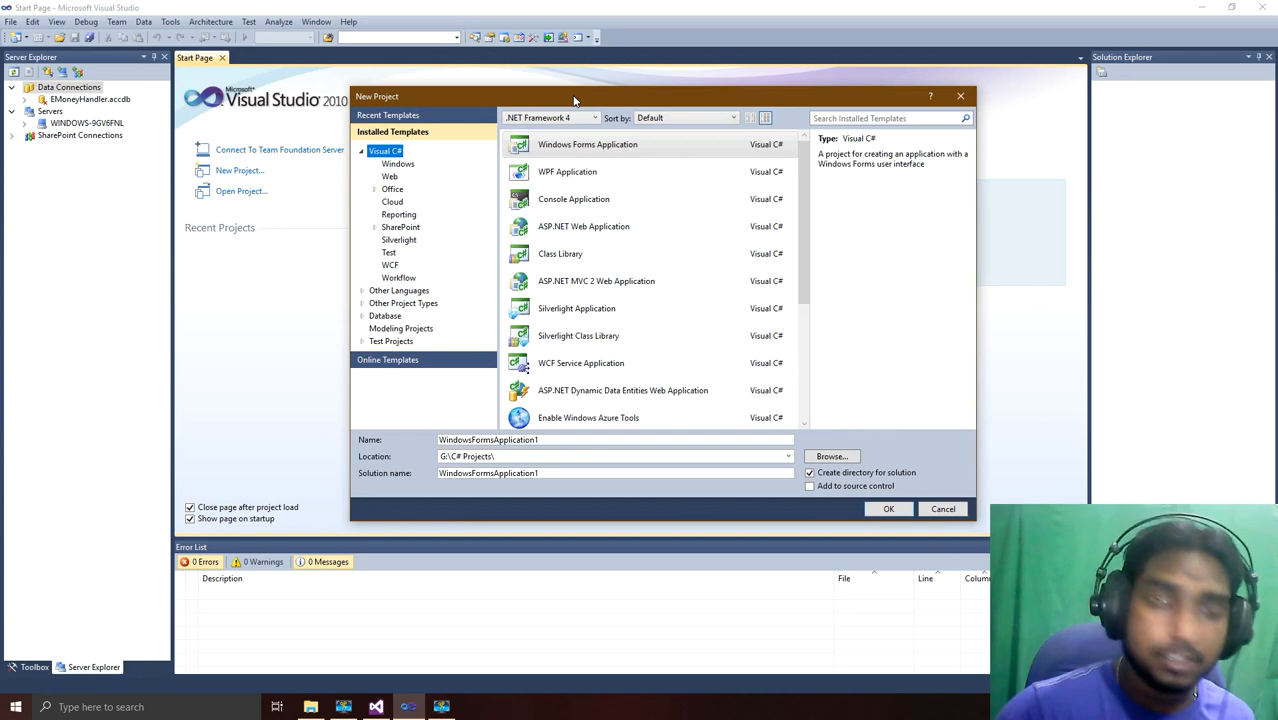 Start Page - Microsoft Visual Studio
File Edit View Debug Team Data Tools Architecture Test Analyze Window Help
Server Explorer
Data Connections
EMoneyHandler.accdb
Servers
WINDOWS-9GV6FNL
SharePoint Connections
Toolbox Server Explorer
Start Page
Microsoft®
Visual Studio 2010
Connect To Team Foundation Server
New Project...
Open Project...
Recent Projects
Close page after project load
Show page on startup
New Project
Recent Templates
Installed Templates
Visual C#
Windows
Web
Office
Cloud
Reporting
SharePoint
Silverlight
Test
WCF
Workflow
Other Languages
Other Project Types
Database
Modeling Projects
Test Projects
Online Templates
.NET Framework 4 Sort by: Default
Windows Forms Application Visual C#
WPF Application Visual C#
Console Application Visual C#
ASP.NET Web Application Visual C#
Class Library Visual C#
ASP.NET MVC 2 Web Application Visual C#
Silverlight Application Visual C#
Silverlight Class Library Visual C#
WCF Service Application Visual C#
ASP.NET Dynamic Data Entities Web Application Visual C#
Enable Windows Azure Tools Visual C#
Search Installed Templates
Type: Visual C#
A project for creating an application with a
Windows Forms user interface
Name: WindowsFormsApplication1
Location: G:\C# Projects\ Browse...
Solution name: WindowsFormsApplication1
Create directory for solution
Add to source control
OK Cancel
Solution Explorer
Error List
0 Errors 0 Warnings 0 Messages
Description File Line Colum
Type here to search